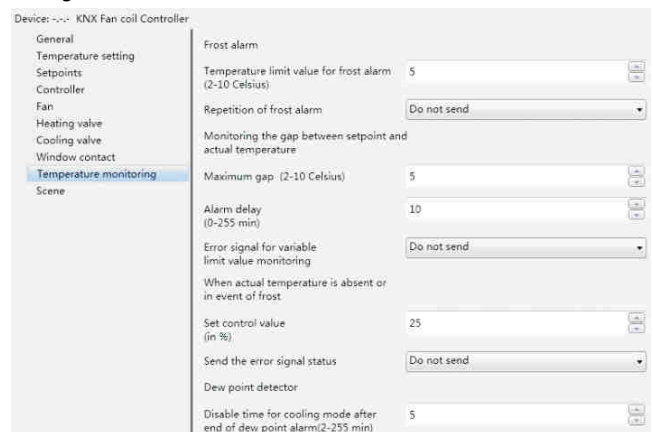 Device: -.-.- KNX Fan coil Controller
General
Temperature setting
Setpoints
Controller
Fan
Heating valve
Cooling valve
Window contact
Temperature monitoring
Scene
Frost alarm
Temperature limit value for frost alarm 5
(2-10 Celsius)
Repetition of frost alarm Do not send
Monitoring the gap between setpoint and
actual temperature
Maximum gap (2-10 Celsius) 5
Alarm delay 10
(0-255 min)
Error signal for variable Do not send
limit value monitoring
When actual temperature is absent or
in event of frost
Set control value 25
(in %)
Send the error signal status Do not send
Dew point detector
Disable time for cooling mode after 5
end of dew point alarm(2-255 min)